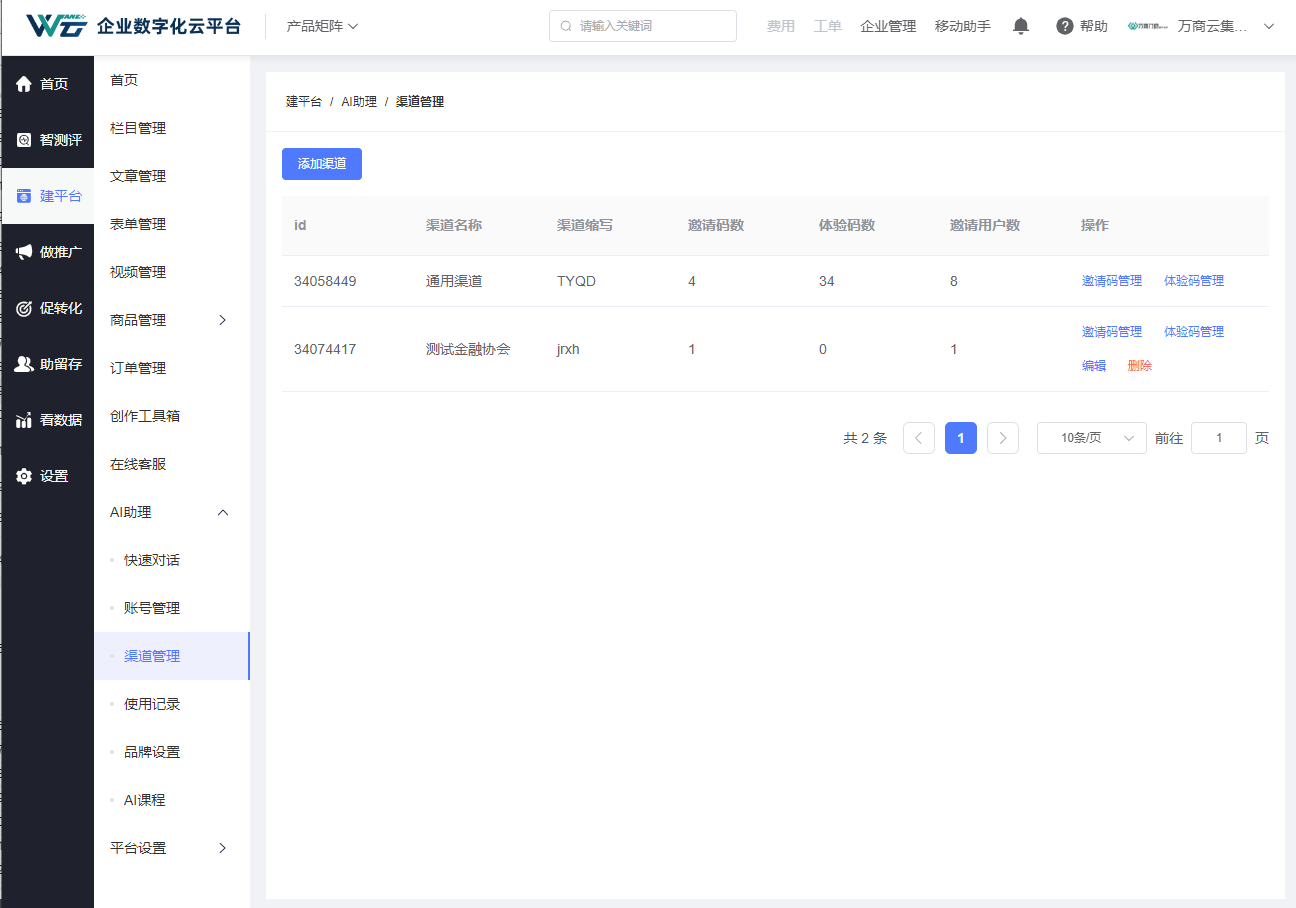 WG FANE 企业数字化云平台 产品矩阵 请输入关键词 费用 工单 企业管理 移动助手 帮助 万商云集...
首页
智测评
建平台
做推广
促转化
助留存
看数据
设置
首页
栏目管理
文章管理
表单管理
视频管理
商品管理
订单管理
创作工具箱
在线客服
AI助理
快速对话
账号管理
渠道管理
使用记录
品牌设置
AI课程
平台设置
建平台 / AI助理 / 渠道管理
添加渠道
id 渠道名称 渠道缩写 邀请码数 体验码数 邀请用户数 操作
34058449 通用渠道 TYQD 4 34 8 邀请码管理 体验码管理
34074417 测试金融协会 jrxh 1 0 1 邀请码管理 体验码管理
编辑 删除
共 2 条 1 10条/页 前往 1 页